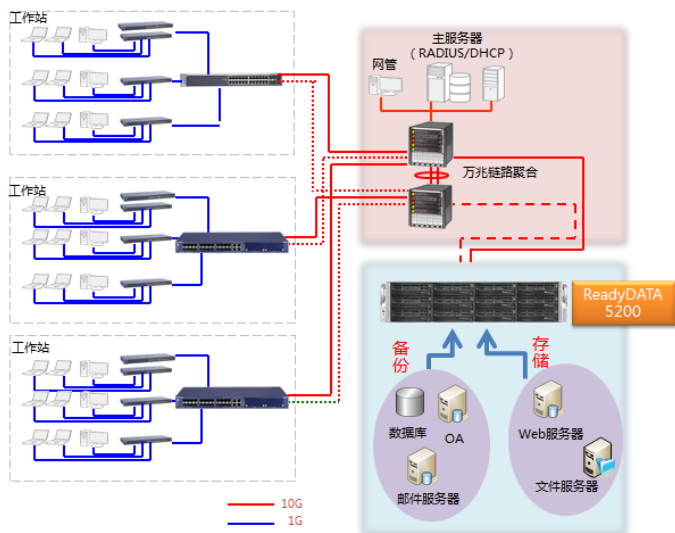 工作站
工作站
工作站
主服务器
(RADIUS/DHCP)
网管
万兆链路聚合
ReadyDATA
5200
备份
存储
数据库
OA
邮件服务器
Web服务器
文件服务器
10G
1G